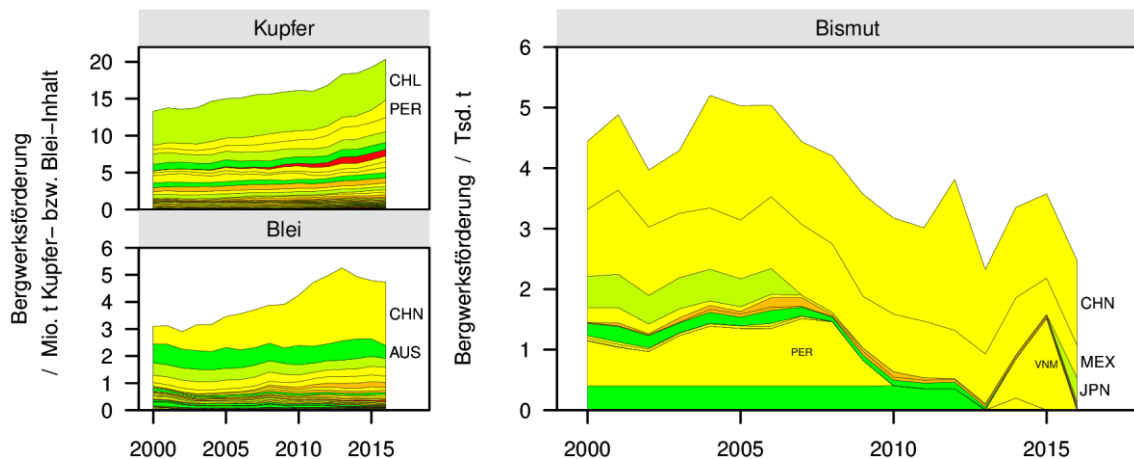 Kupfer
20
15
10
5
0
CHL
PER
Blei
6
5
4
3
2
1
0
CHN
AUS
2000 2005 2010 2015
Bergwerksförderung
/ Mio. t Kupfer− bzw. Blei−Inhalt
Bismut
Bergwerksförderung / Tsd. t
6
5
4
3
2
1
0
PER
VNM
CHN
MEX
JPN
2000 2005 2010 2015